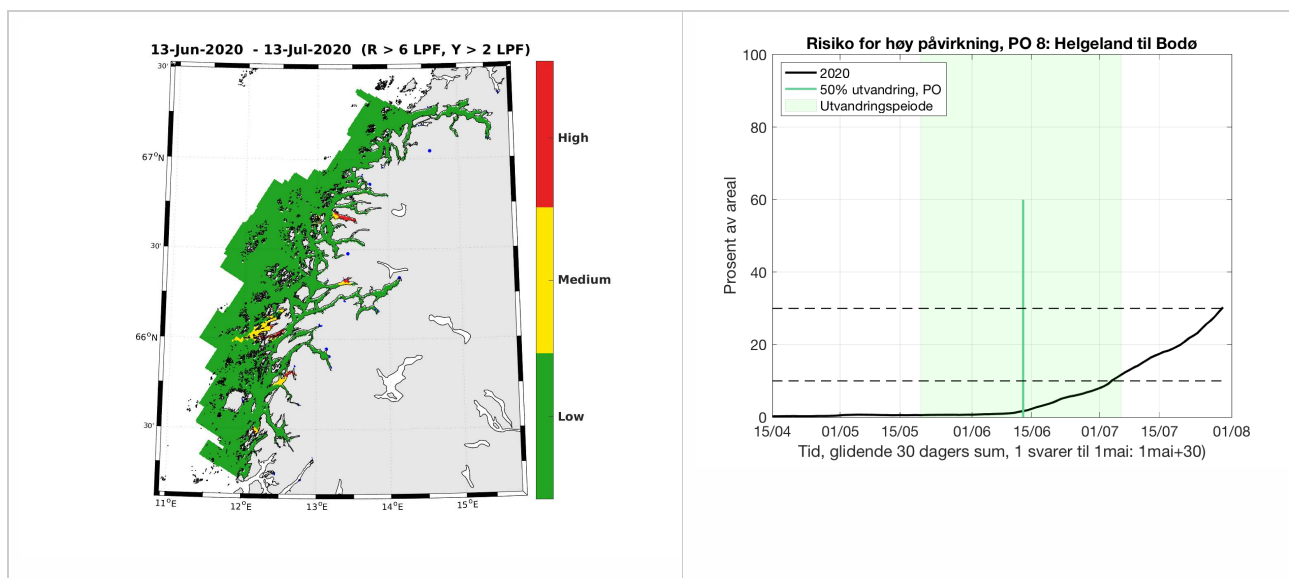 13-Jun-2020 - 13-Jul-2020 (R > 6 LPF, Y > 2 LPF)
30'
67°N
30'
66°N
30'
11°E
12°E
13°E
14°E
15°E
High
Medium
Low
Risiko for høy påvirkning, PO 8: Helgeland til Bodø
2020
50% utvandring, PO
Utvandringspeiode
Prosent av areal
100
80
60
40
20
0
15/04
01/05
15/05
01/06
15/06
01/07
15/07
01/08
Tid, glidende 30 dagers sum, 1 svarer til 1mai: 1mai+30)